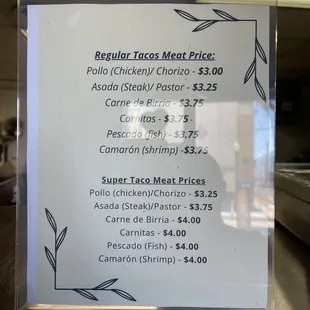 Regular Tacos Meat Price:
Pollo (Chicken)/ Chorizo - $3.00
Asada (Steak)/ Pastor - $3.25
Carne de Birria - $3.75
Carnitas - $3.75
Pescado (fish) - $3.75
Camarón (shrimp) -$3.75
Super Taco Meat Prices
Pollo (chicken)/Chorizo - $3.25
Asada (Steak)/Pastor - $3.75
Carne de Birria - $4.00
Carnitas - $4.00
Pescado (Fish) - $4.00
Camarón (Shrimp) - $4.00